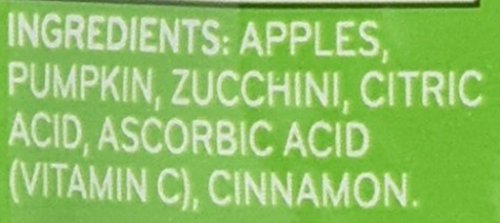 INGREDIENTS: APPLES,
PUMPKIN, ZUCCHINI, CITRIC
ACID, ASCORBIC ACID
(VITAMIN C), CINNAMON.